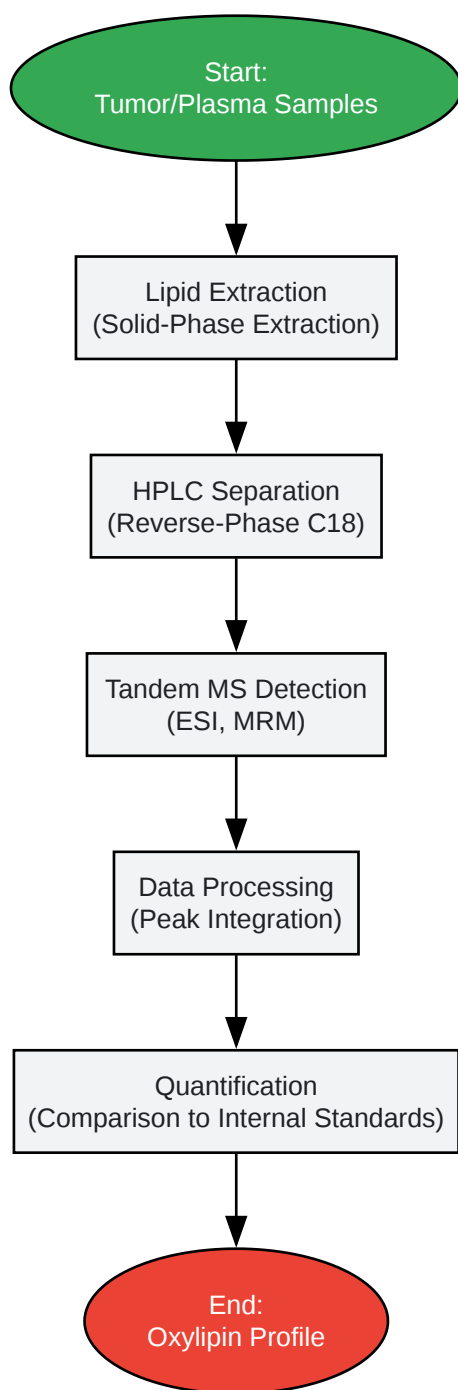 Start:
Tumor/Plasma Samples
Lipid Extraction
(Solid-Phase Extraction)
HPLC Separation
(Reverse-Phase C18)
Tandem MS Detection
(ESI, MRM)
Data Processing
(Peak Integration)
Quantification
(Comparison to Internal Standards)
End:
Oxylipin Profile